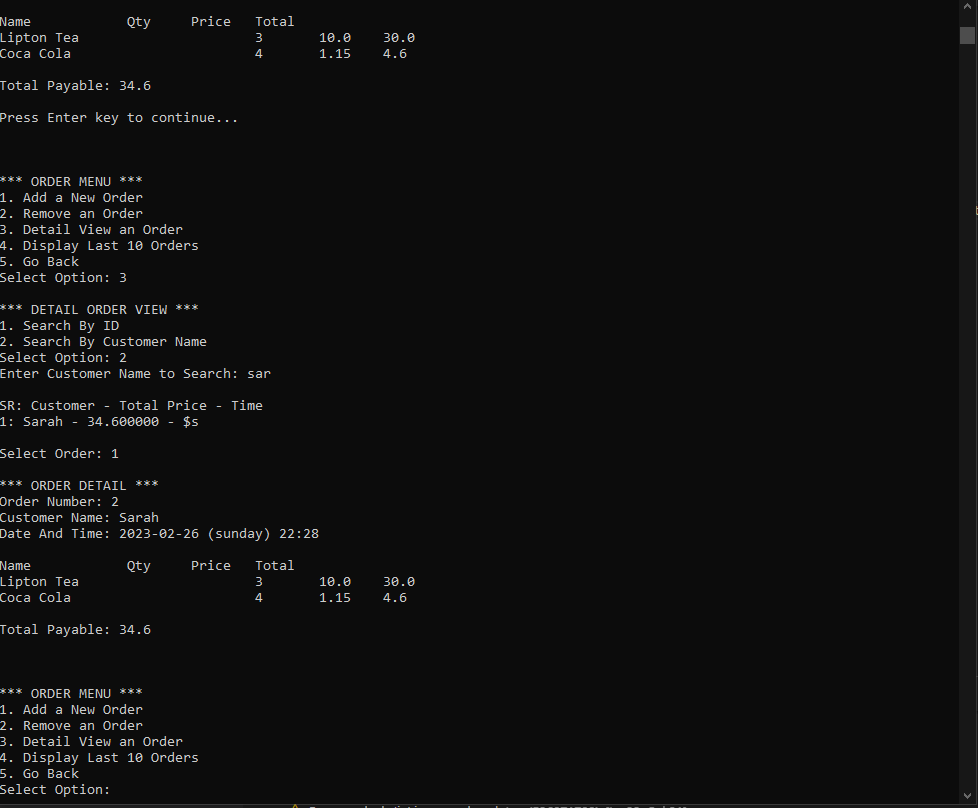 Name Qty Price Total
Lipton Tea 3 10.0 30.0
Coca Cola 4 1.15 4.6
Total Payable: 34.6
Press Enter key to continue...
*** ORDER MENU ***
1. Add a New Order
2. Remove an Order
3. Detail View an Order
4. Display Last 10 Orders
5. Go Back
Select Option: 3
*** DETAIL ORDER VIEW ***
1. Search By ID
2. Search By Customer Name
Select Option: 2
Enter Customer Name to Search: sar
SR: Customer - Total Price - Time
1: Sarah - 34.600000 - $s
Select Order: 1
*** ORDER DETAIL ***
Order Number: 2
Customer Name: Sarah
Date And Time: 2023-02-26 (sunday) 22:28
Name Qty Price Total
Lipton Tea 3 10.0 30.0
Coca Cola 4 1.15 4.6
Total Payable: 34.6
*** ORDER MENU ***
1. Add a New Order
2. Remove an Order
3. Detail View an Order
4. Display Last 10 Orders
5. Go Back
Select Option: